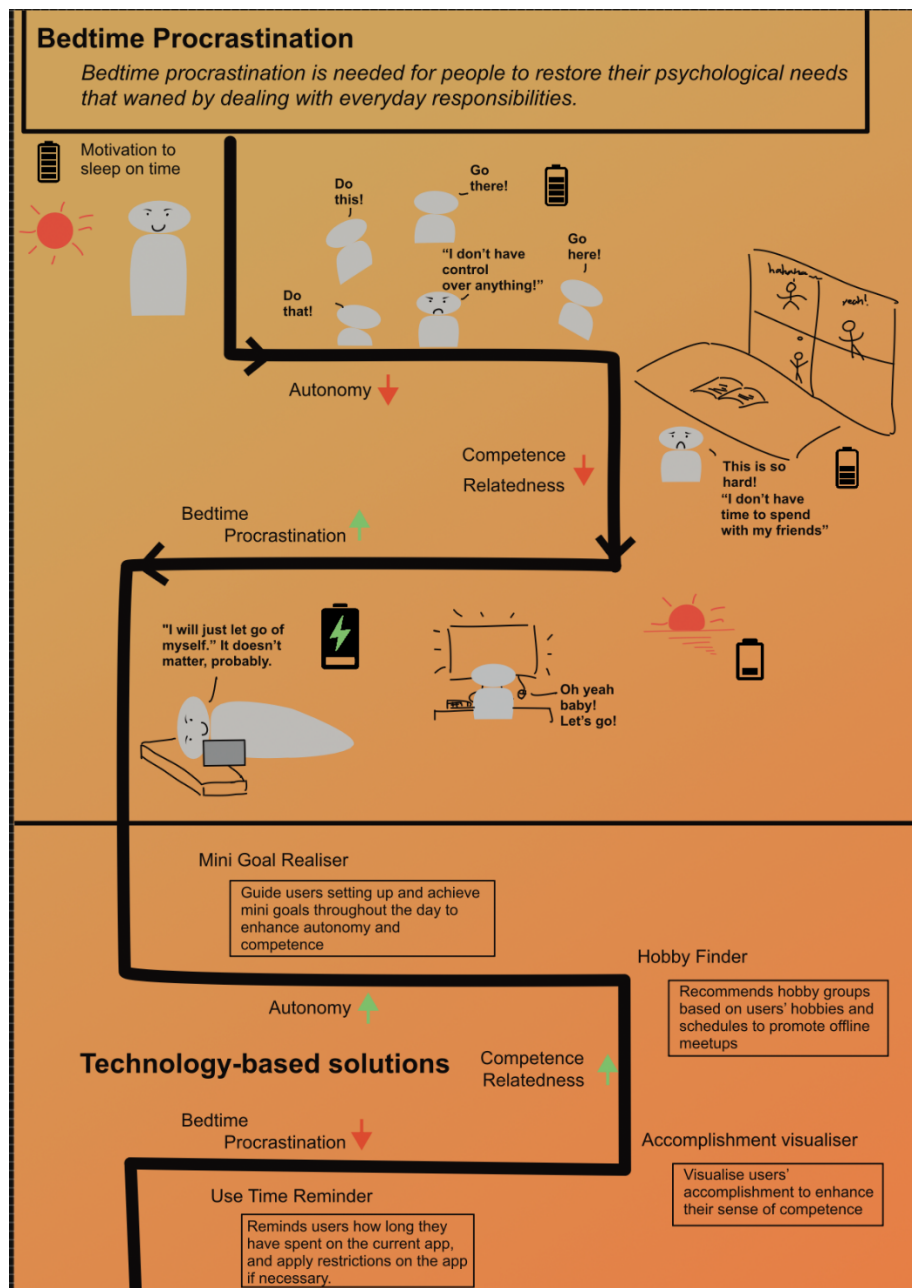 Bedtime Procrastination
Bedtime procrastination is needed for people to restore their psychological needs
that waned by dealing with everyday responsibilities.
Motivation to
sleep on time
Do
this!
Go
there!
Do
that!
“I don’t have
control
over anything!”
Go
here!
hahaha
yeah!
Autonomy
Competence
Relatedness
This is so
hard!
“I don’t have
time to spend
with my friends”
Bedtime
Procrastination
"I will just let go of
myself.” It doesn’t
matter, probably.
Oh yeah
baby!
Let’s go!
Mini Goal Realiser
Guide users setting up and achieve
mini goals throughout the day to
enhance autonomy and
competence
Hobby Finder
Recommends hobby groups
based on users’ hobbies and
schedules to promote offline
meetups
Autonomy
Technology-based solutions
Competence
Relatedness
Bedtime
Procrastination
Accomplishment visualiser
Visualise users’
accomplishment to enhance
their sense of competence
Use Time Reminder
Reminds users how long they
have spent on the current app,
and apply restrictions on the app
if necessary.